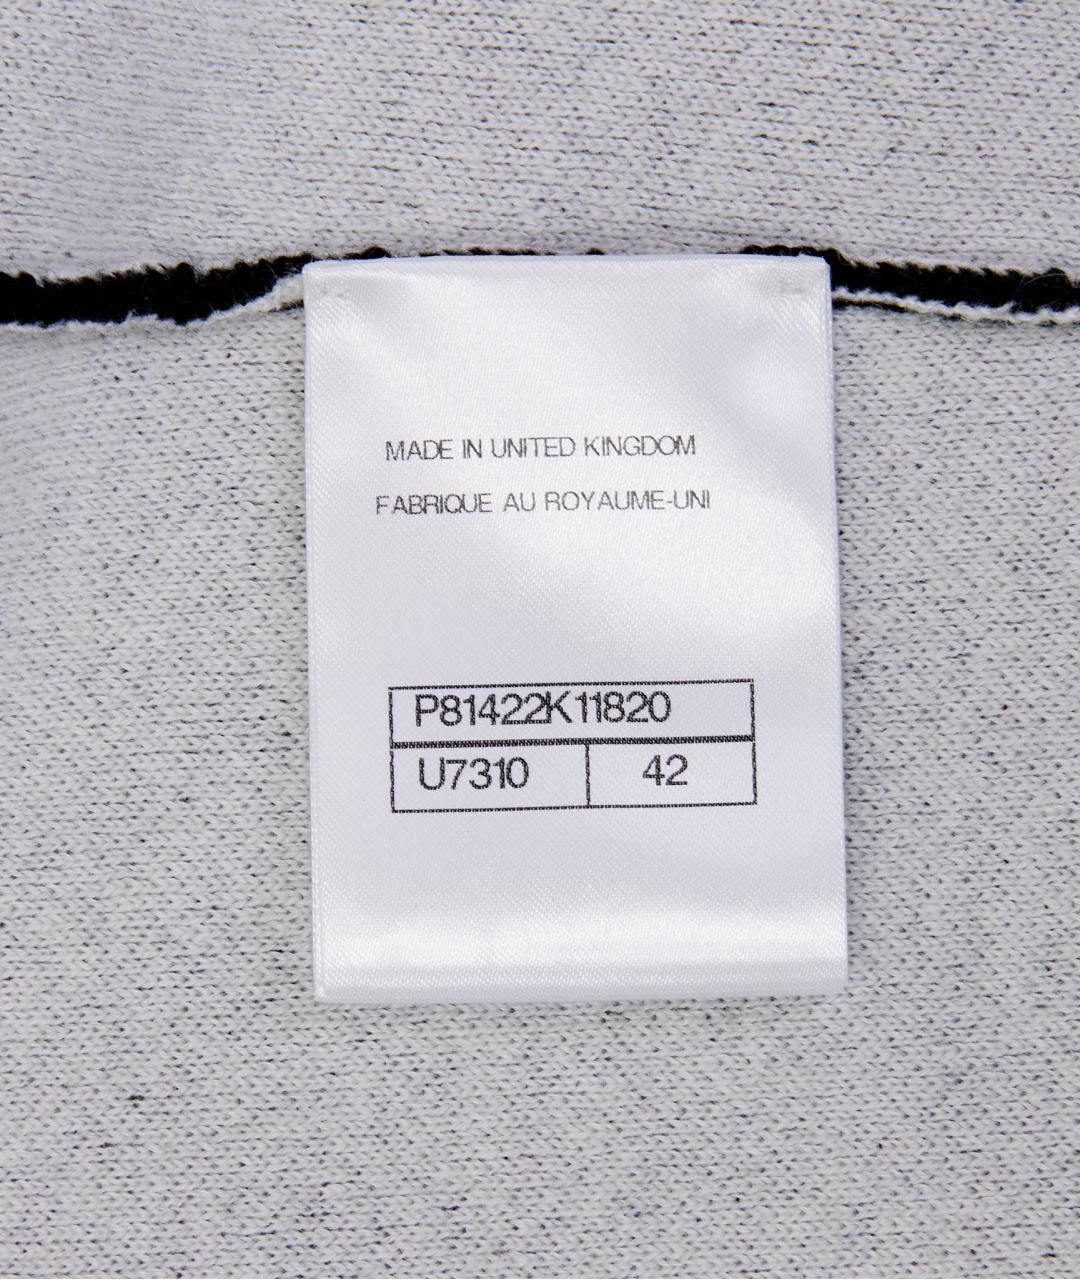 MADE IN UNITED KINGDOM
FABRIQUE AU ROYAUME-UNI
P81422K11820
U7310 42